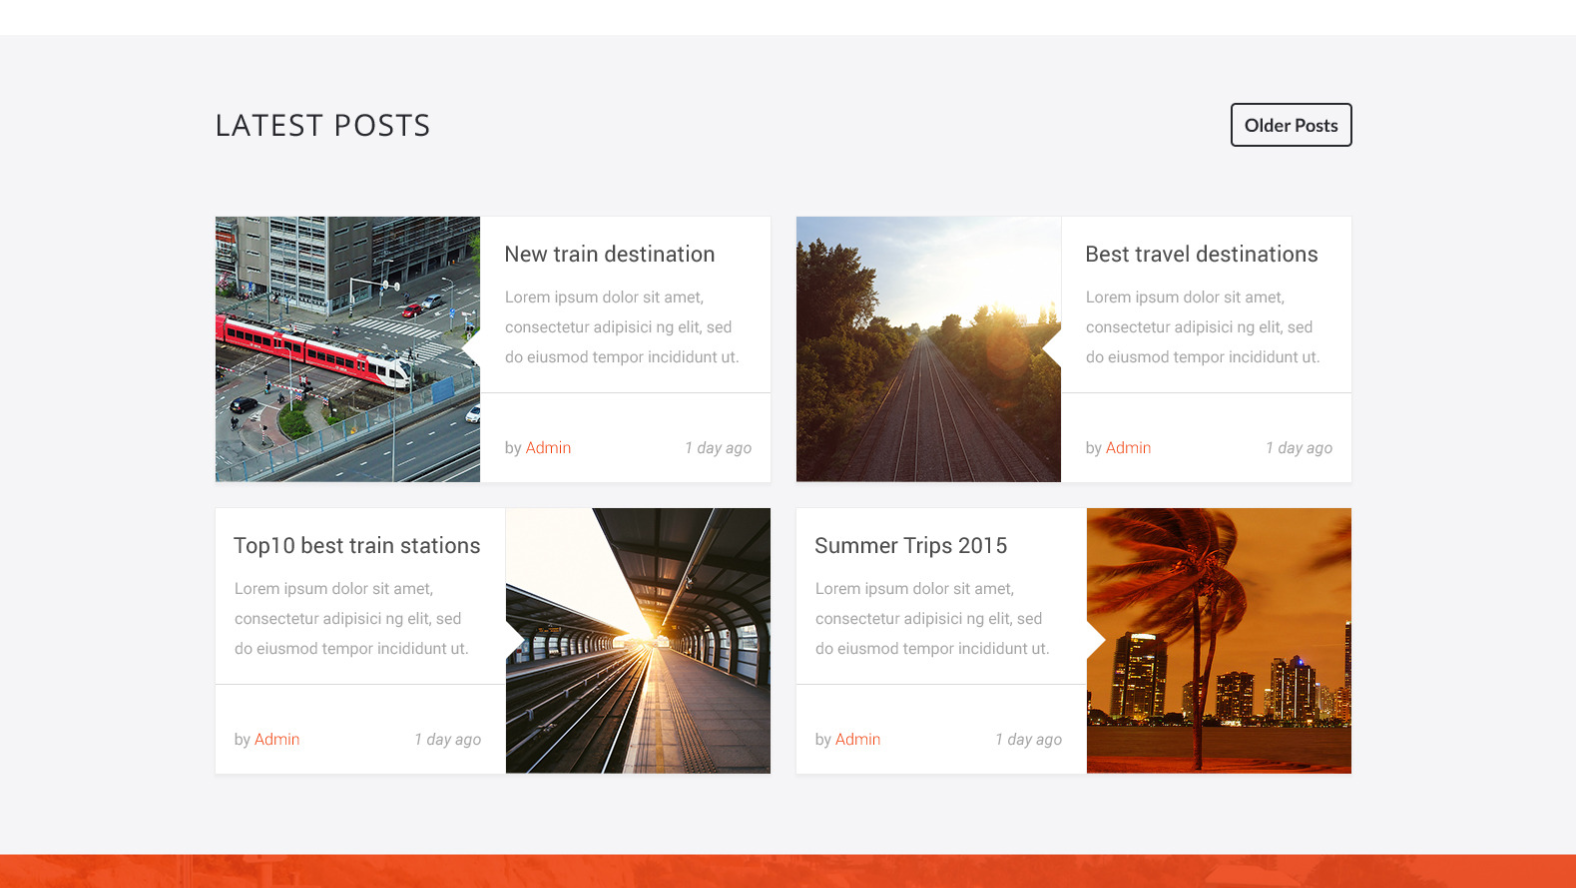 LATEST POSTS
Older Posts
New train destination
Lorem ipsum dolor sit amet,
consectetur adipisici ng elit, sed
do eiusmod tempor incididunt ut.
by Admin
1 day ago
Best travel destinations
Lorem ipsum dolor sit amet,
consectetur adipisici ng elit, sed
do eiusmod tempor incididunt ut.
by Admin
1 day ago
Top10 best train stations
Lorem ipsum dolor sit amet,
consectetur adipisici ng elit, sed
do eiusmod tempor incididunt ut.
by Admin
1 day ago
Summer Trips 2015
Lorem ipsum dolor sit amet,
consectetur adipisici ng elit, sed
do eiusmod tempor incididunt ut.
by Admin
1 day ago